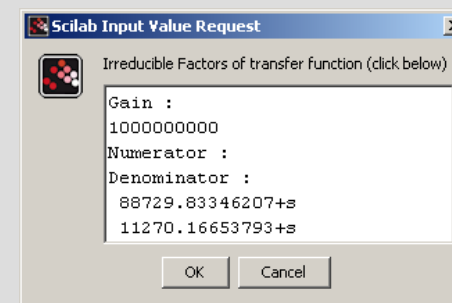 Scilab Input Value Request
Irreducible Factors of transfer function (click below)
Gain :
1000000000
Numerator :
Denominator :
88729.83346207+s
11270.16653793+s
OK Cancel